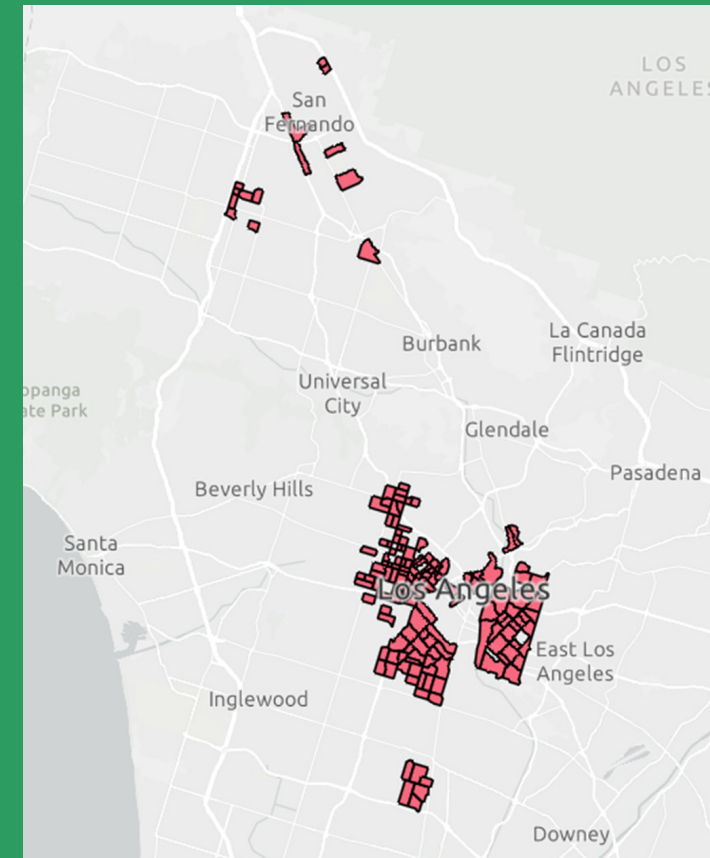 LOS
San
Fernando
Burbank
La Canada
Flintridge
Universal
City
Glendale
Pasadena
Beverly Hills
Santa
Monica
Los Angeles
East Los
Angeles
Inglewood
Downey